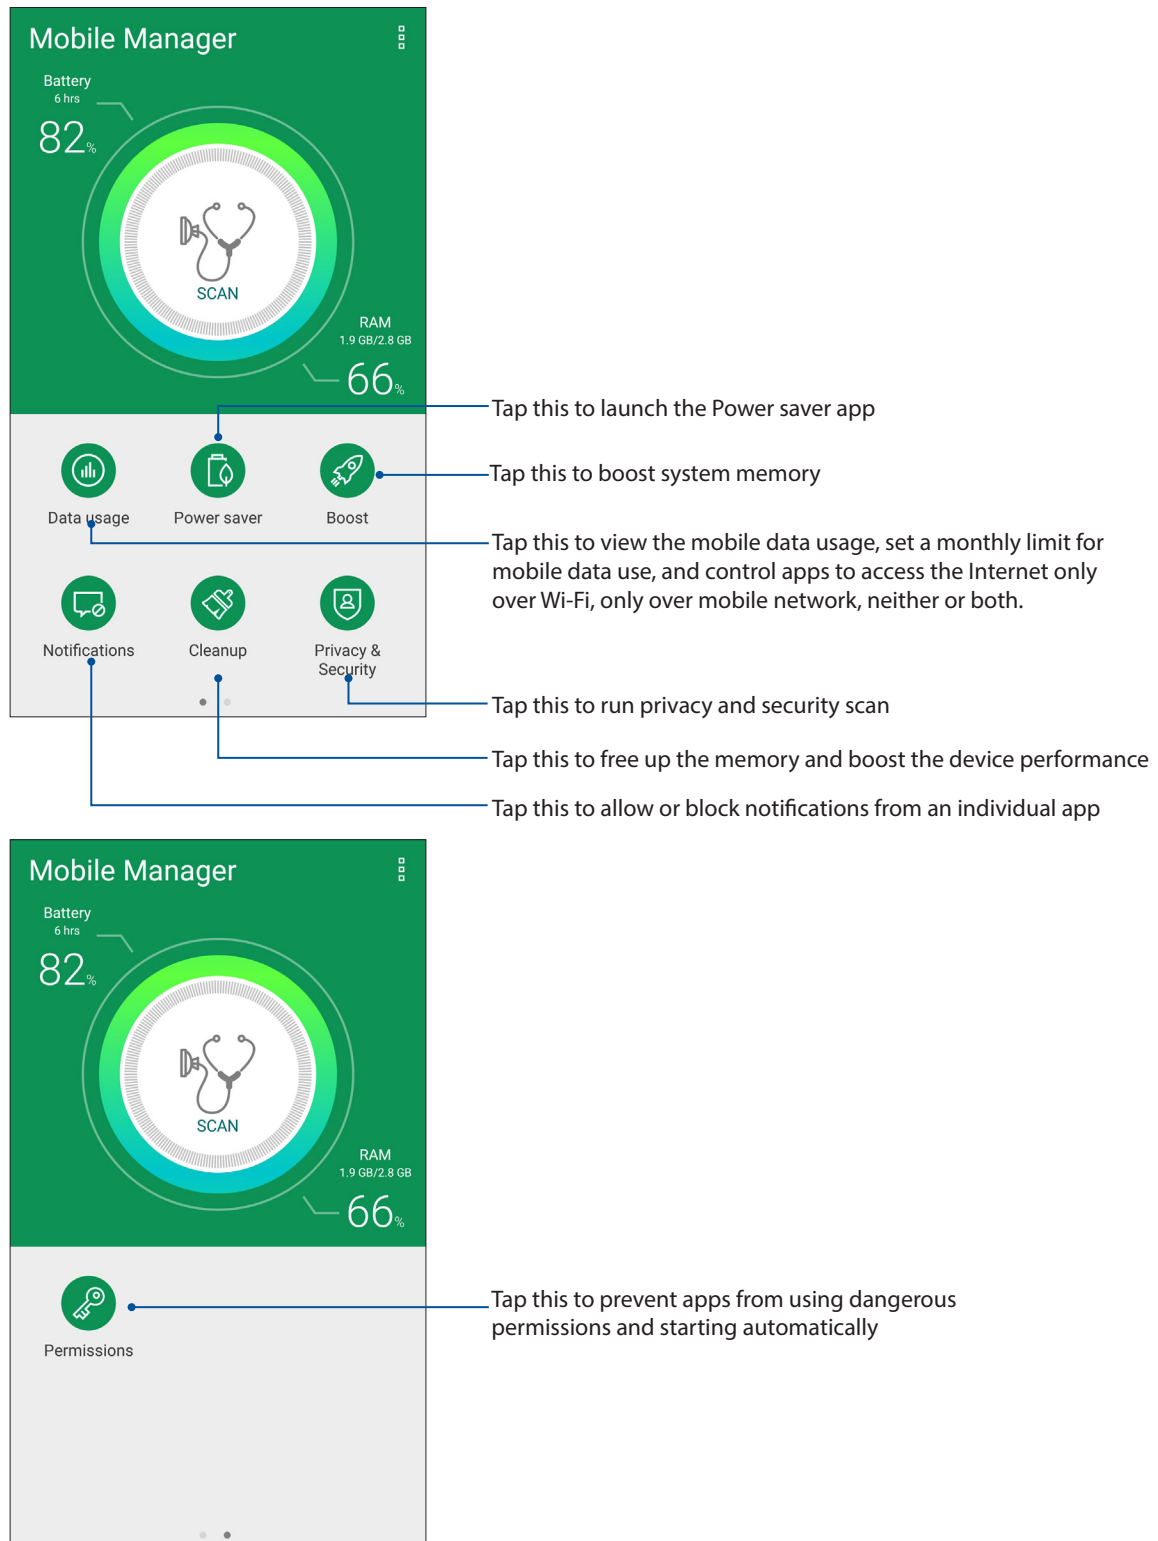 Mobile Manager
Battery
6 hrs
82%
SCAN
RAM
1.9 GB/2.8 GB
66%
Tap this to launch the Power saver app
Tap this to boost system memory
Data usage
Power saver
Boost
Tap this to view the mobile data usage, set a monthly limit for
mobile data use, and control apps to access the Internet only
over Wi-Fi, only over mobile network, neither or both.
Notifications
Cleanup
Privacy &
Security
Tap this to run privacy and security scan
Tap this to free up the memory and boost the device performance
Tap this to allow or block notifications from an individual app
Mobile Manager
Battery
6 hrs
82%
SCAN
RAM
1.9 GB/2.8 GB
66%
Tap this to prevent apps from using dangerous
permissions and starting automatically
Permissions